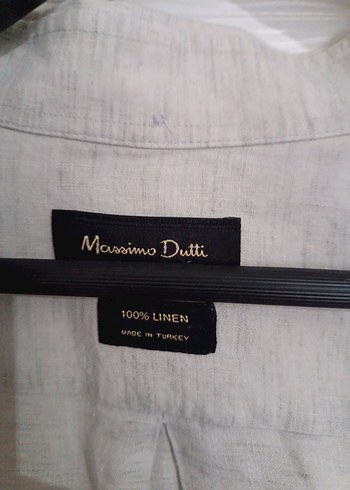 Massimo Dutti
100% LINEN
MADE IN TURKEY